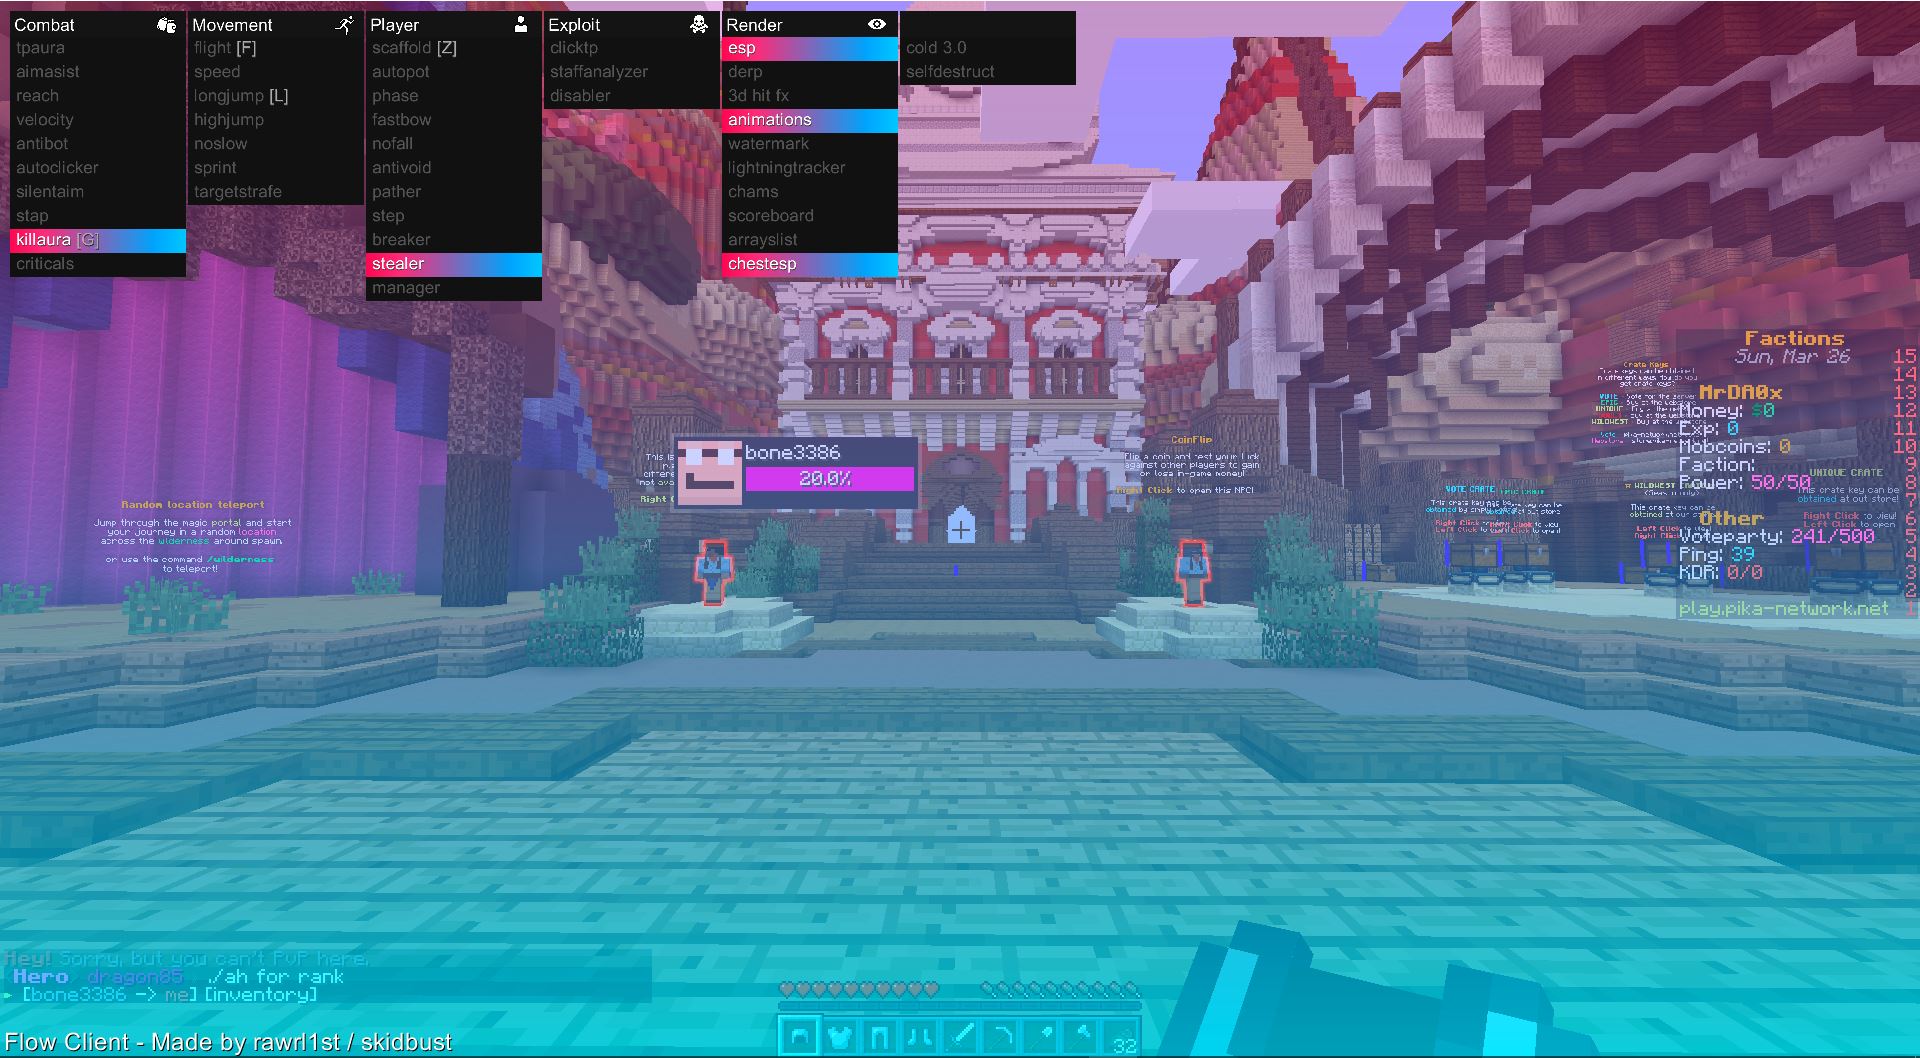 Combat
tpaura
aimasist
reach
velocity
antibot
autoclicker
silentaim
stap
killaura [G]
criticals
Movement
flight [F]
speed
longjump [L]
highjump
noslow
sprint
targetstrafe
Player
scaffold [Z]
autopot
phase
fastbow
nofall
antivoid
pather
step
breaker
stealer
manager
Exploit
clicktp
staffanalyzer
disabler
Render
esp
derp
3d hit fx
animations
watermark
lightningtracker
chams
scoreboard
arrayslist
chestesp
cold 3.0
selfdestruct
bone3386
20.0%
Random location teleport
Jump through the magic portal and start
your journey in a random location
across the wilderness around spawn
or use the command /wilderness
to teleport!
CoinFlip
Flip a coin and test your luck
against other players to gain
or lose in-game money!
Right Click to open this NPC!
Crate Keys
VOTE CRATE
UNIQUE CRATE
Factions
Sun, Mar 26
15
14
MrDA0x 13
Money: $0 12
Exp: 0 11
Mobcoins: 0 10
Faction: 9
Power: 50/50 8
7
Other 6
Voteparty: 241/500 5
Ping: 39 4
KDR: 0/0 3
2
play.pika-network.net 1
Hey! Sorry, but you can't PvP here.
Hero dragon85 ./ah for rank
[bone3386 -> me] [inventory]
Flow Client - Made by rawrl1st / skidbust
32